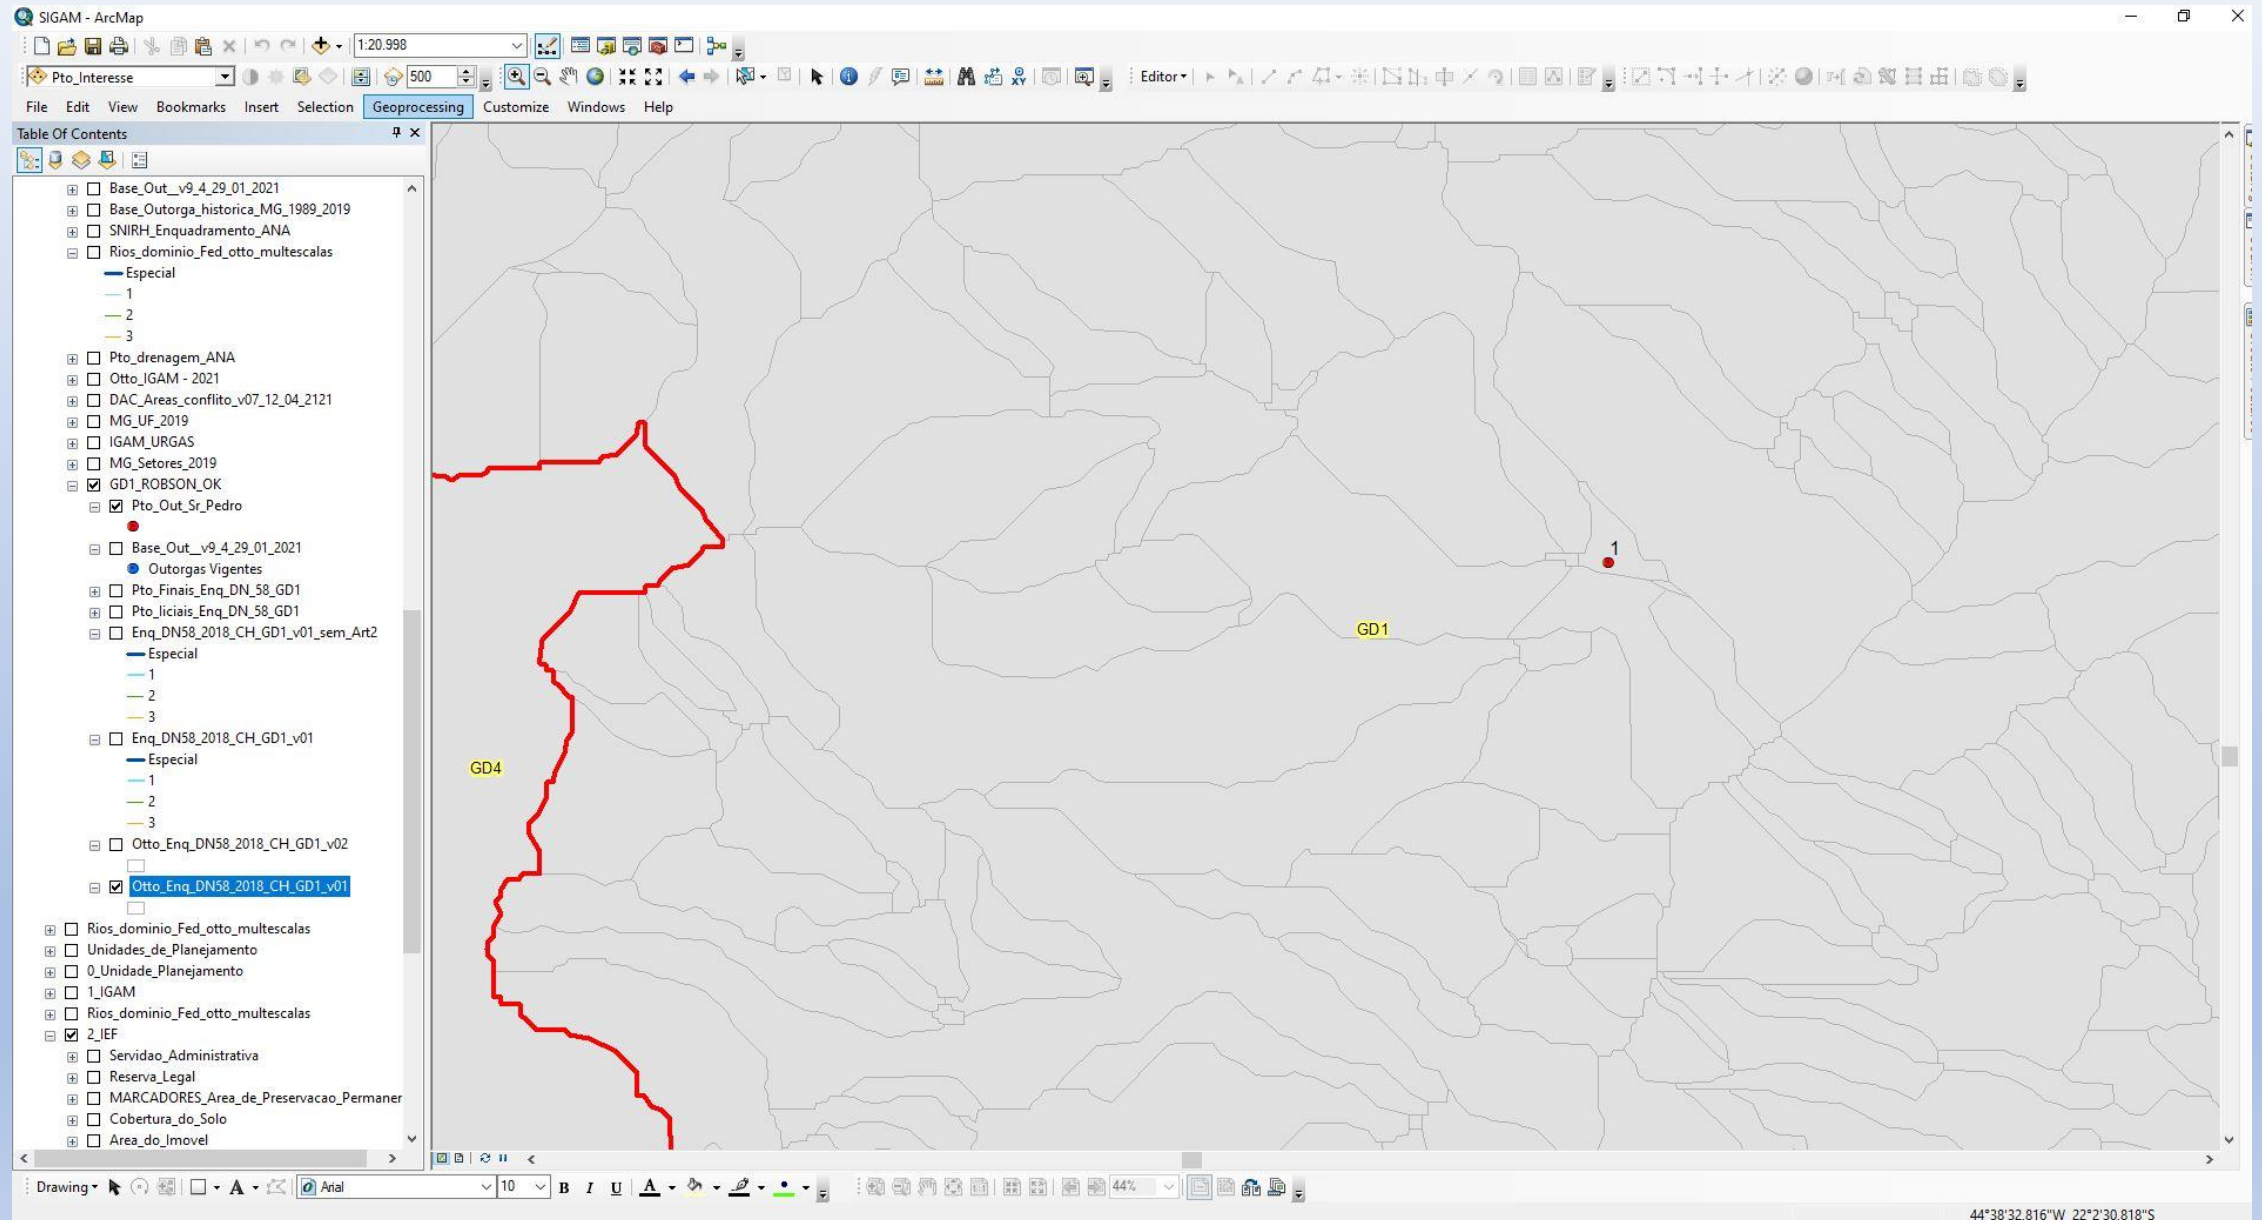 SIGAM - ArcMap
1:20.998
Pto_Interesse
500
Editor
File Edit View Bookmarks Insert Selection Geoprocessing Customize Windows Help
Table Of Contents
Base_Out__v9_4_29_01_2021
Base_Outorga_historica_MG_1989_2019
SNIRH_Enquadramento_ANA
Rios_dominio_Fed_otto_multescalas
Especial
1
2
3
Pto_drenagem_ANA
Otto_IGAM - 2021
DAC_Areas_conflito_v07_12_04_2121
MG_UF_2019
IGAM_URGAS
MG_Setores_2019
GD1_ROBSON_OK
Pto_Out_Sr_Pedro
Base_Out__v9_4_29_01_2021
Outorgas Vigentes
Pto_Finais_Enq_DN_58_GD1
Pto_Iiciais_Enq_DN_58_GD1
Enq_DN58_2018_CH_GD1_v01_sem_Art2
Especial
1
2
3
Enq_DN58_2018_CH_GD1_v01
Especial
1
2
3
Otto_Enq_DN58_2018_CH_GD1_v02
Otto_Enq_DN58_2018_CH_GD1_v01
Rios_dominio_Fed_otto_multescalas
Unidades_de_Planejamento
0_Unidade_Planejamento
1_IGAM
Rios_dominio_Fed_otto_multescalas
2_IEF
Servidao_Administrativa
Reserva_Legal
MARCADORES_Area_de_Preservacao_Permaner
Cobertura_do_Solo
Area_do_Imovel
1
GD1
GD4
Drawing A Arial 10 B I U A 44%
44°38'32.816"W 22°2'30.818"S